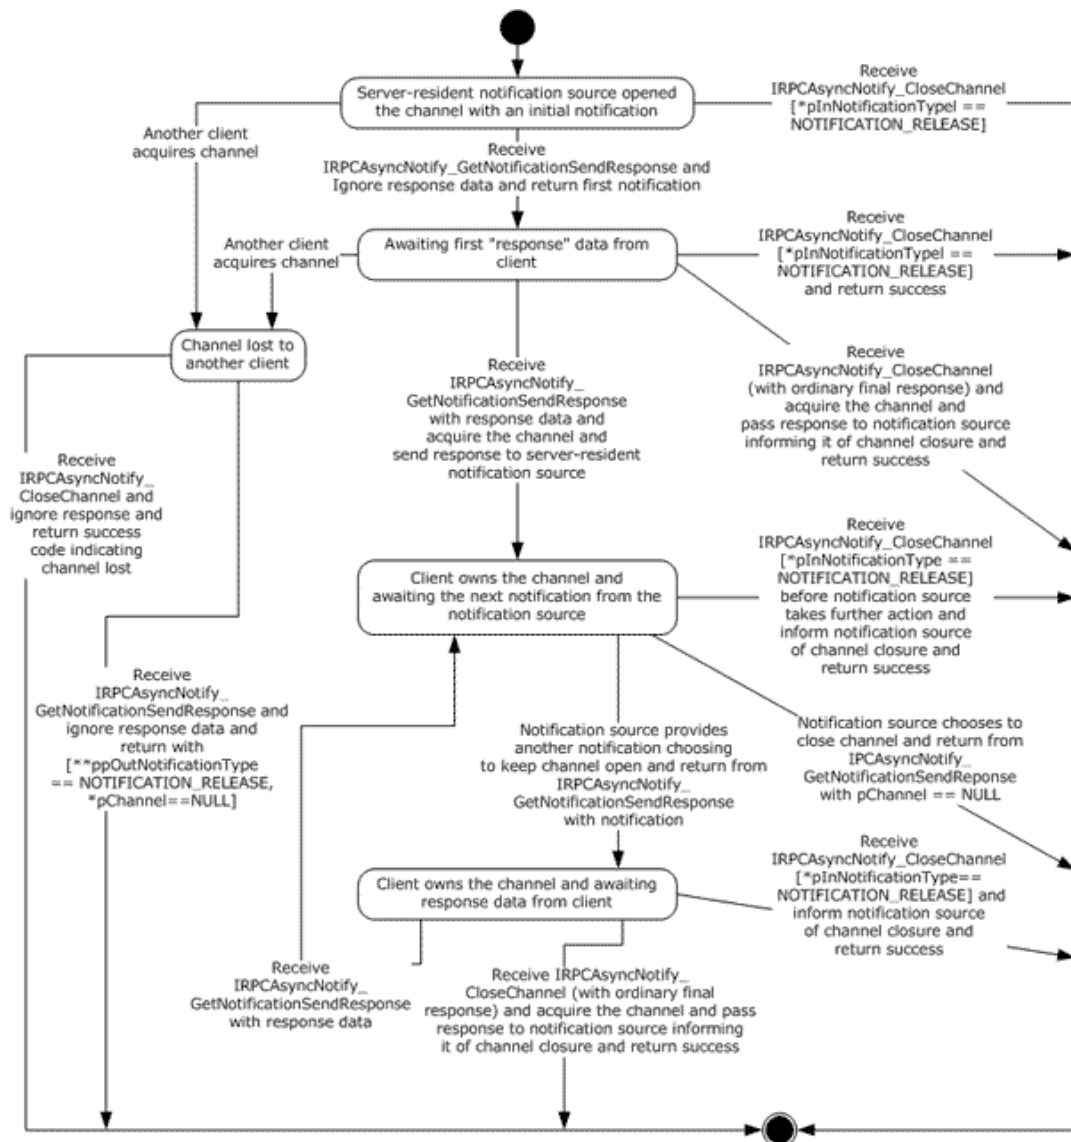 Server-resident notification source opened
the channel with an initial notification
Receive
IRPCAsyncNotify_CloseChannel
[*pInNotificationTypel ==
NOTIFICATION_RELEASE]
Another client
acquires channel
Receive
IRPCAsyncNotify_GetNotificationSendResponse and
Ignore response data and return first notification
Another client
acquires channel
Awaiting first "response" data from
client
Receive
IRPCAsyncNotify_CloseChannel
[*pInNotificationTypel ==
NOTIFICATION_RELEASE]
and return success
Channel lost to
another client
Receive
IRPCAsyncNotify_
GetNotificationSendResponse
with response data and
acquire the channel and
send response to server-resident
notification source
Receive
IRPCAsyncNotify_CloseChannel
(with ordinary final response) and
acquire the channel and
pass response to notification source
informing it of channel closure and
return success
Receive
IRPCAsyncNotify_
CloseChannel and
ignore response and
return success
code indicating
channel lost
Client owns the channel and
awaiting the next notification from the
notification source
Receive
IRPCAsyncNotify_CloseChannel
[*pInNotificationType ==
NOTIFICATION_RELEASE]
before notification source
takes further action and
inform notification source
of channel closure and
return success
Receive
IRPCAsyncNotify_
GetNotificationSendResponse and
ignore response data and
return with
[**ppOutNotificationType
== NOTIFICATION_RELEASE,
*pChannel==NULL]
Notification source provides
another notification choosing
to keep channel open and return from
IRPCAsyncNotify_
GetNotificationSendResponse
with notification
Notification source chooses to
close channel and return from
IPCAsyncNotify_
GetNotificationSendReponse
with pChannel == NULL
Client owns the channel and awaiting
response data from client
Receive
IRPCAsyncNotify_CloseChannel
[*pInNotificationType==
NOTIFICATION_RELEASE] and
inform notification source
of channel closure and
return success
Receive
IRPCAsyncNotify_
GetNotificationSendResponse
with response data
Receive IRPCAsyncNotify_
CloseChannel (with ordinary final
response) and acquire the channel and pass
response to notification source informing
it of channel closure and return success